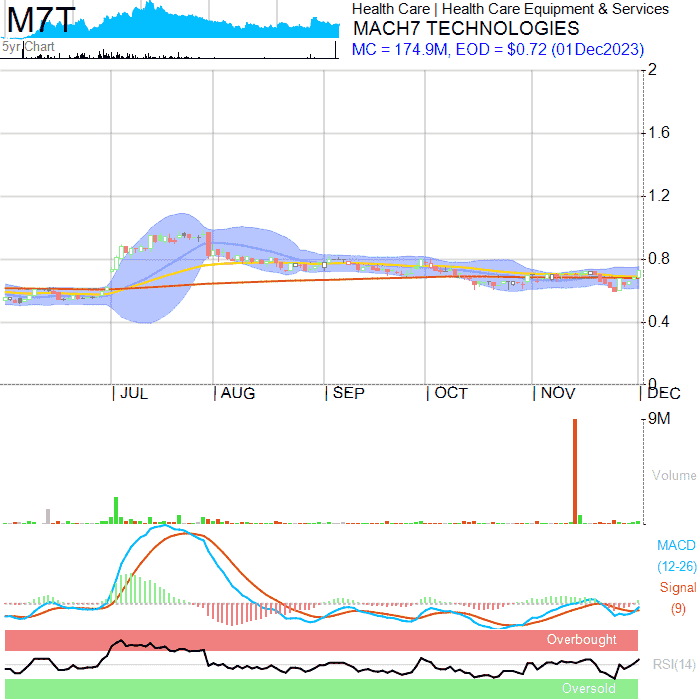 M7T
Health Care | Health Care Equipment & Services
MACH7 TECHNOLOGIES
MC = 174.9M, EOD = $0.72 (01Dec2023)
5yr Chart
2
1.6
1.2
0.8
0.4
0
| JUL | AUG | SEP | OCT | NOV | DEC
9M
Volume
MACD
(12-26)
Signal
(9)
Overbought
RSI(14)
Oversold